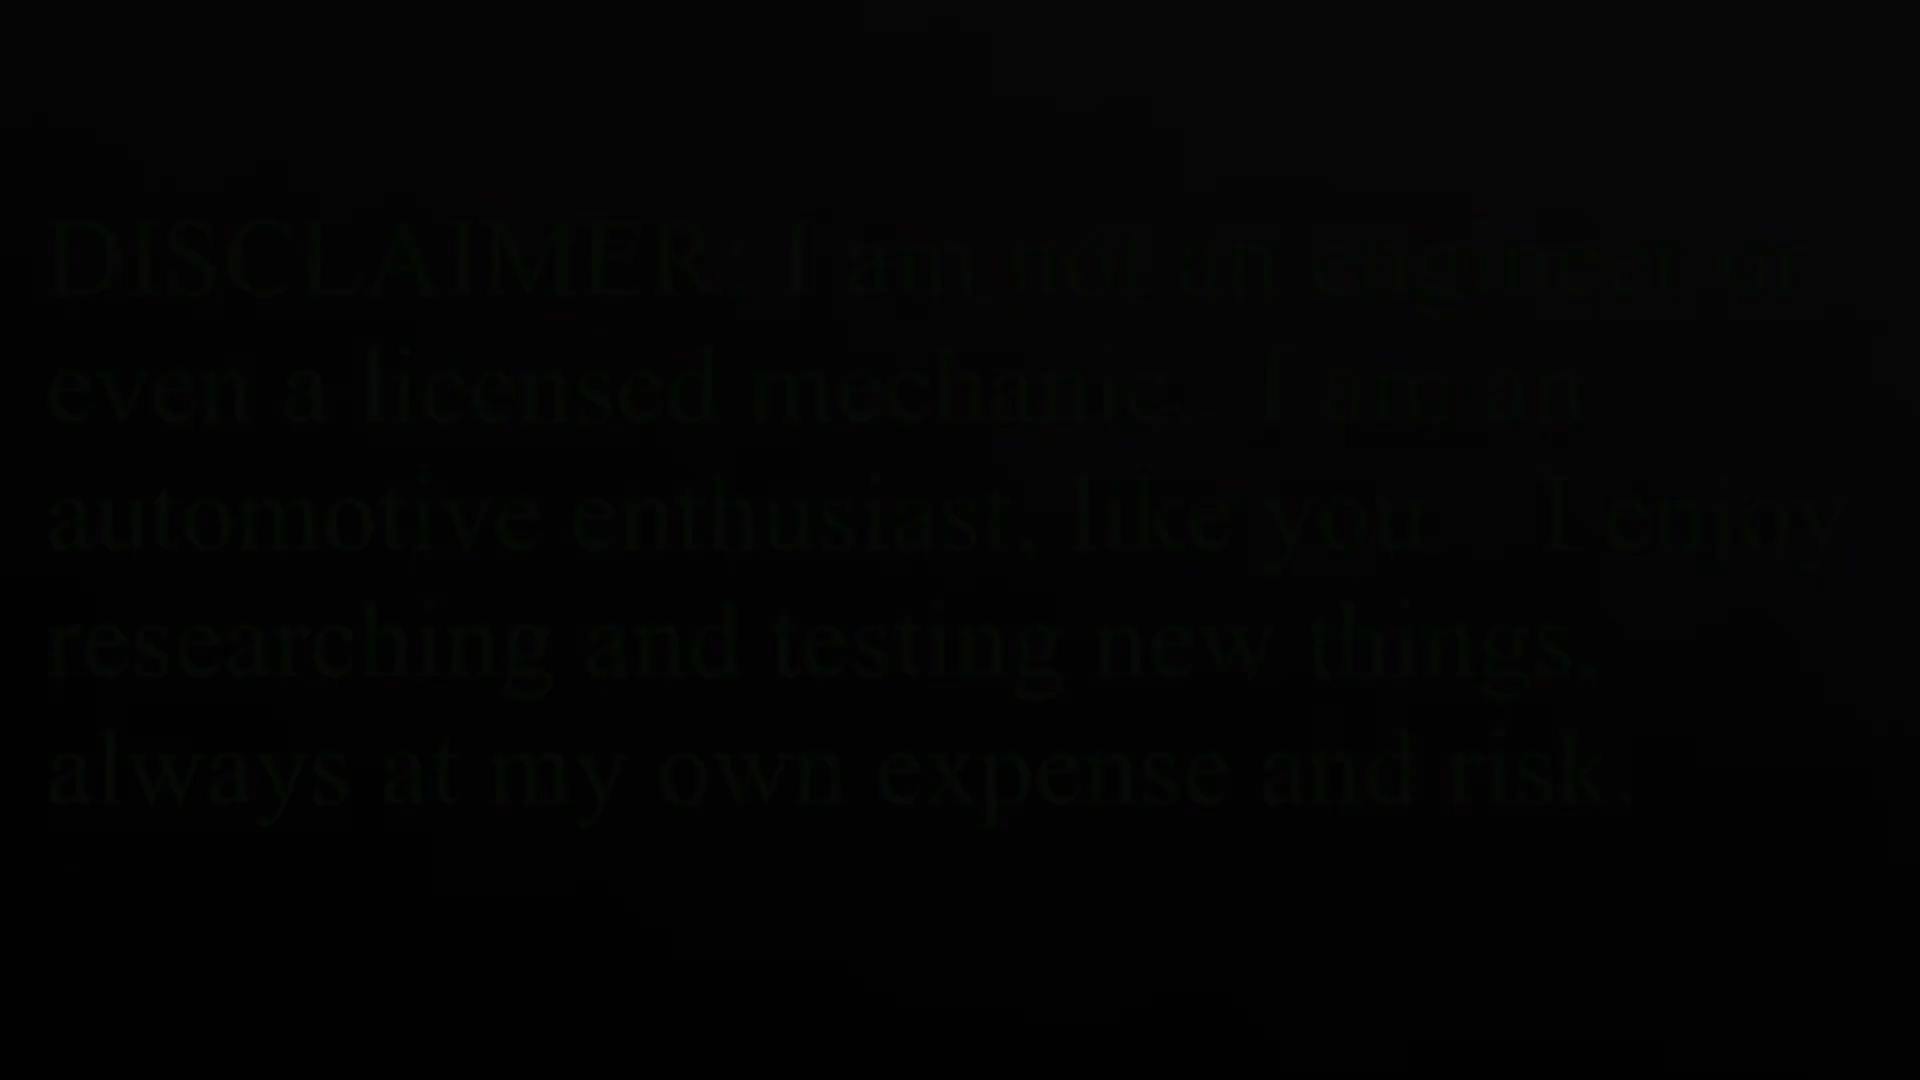 DISCLAIMER: I am not an engineer or
even a licensed mechanic.  I am an
automotive enthusiast, like you.   I enjoy
researching and testing new things,
always at my own expense and risk.